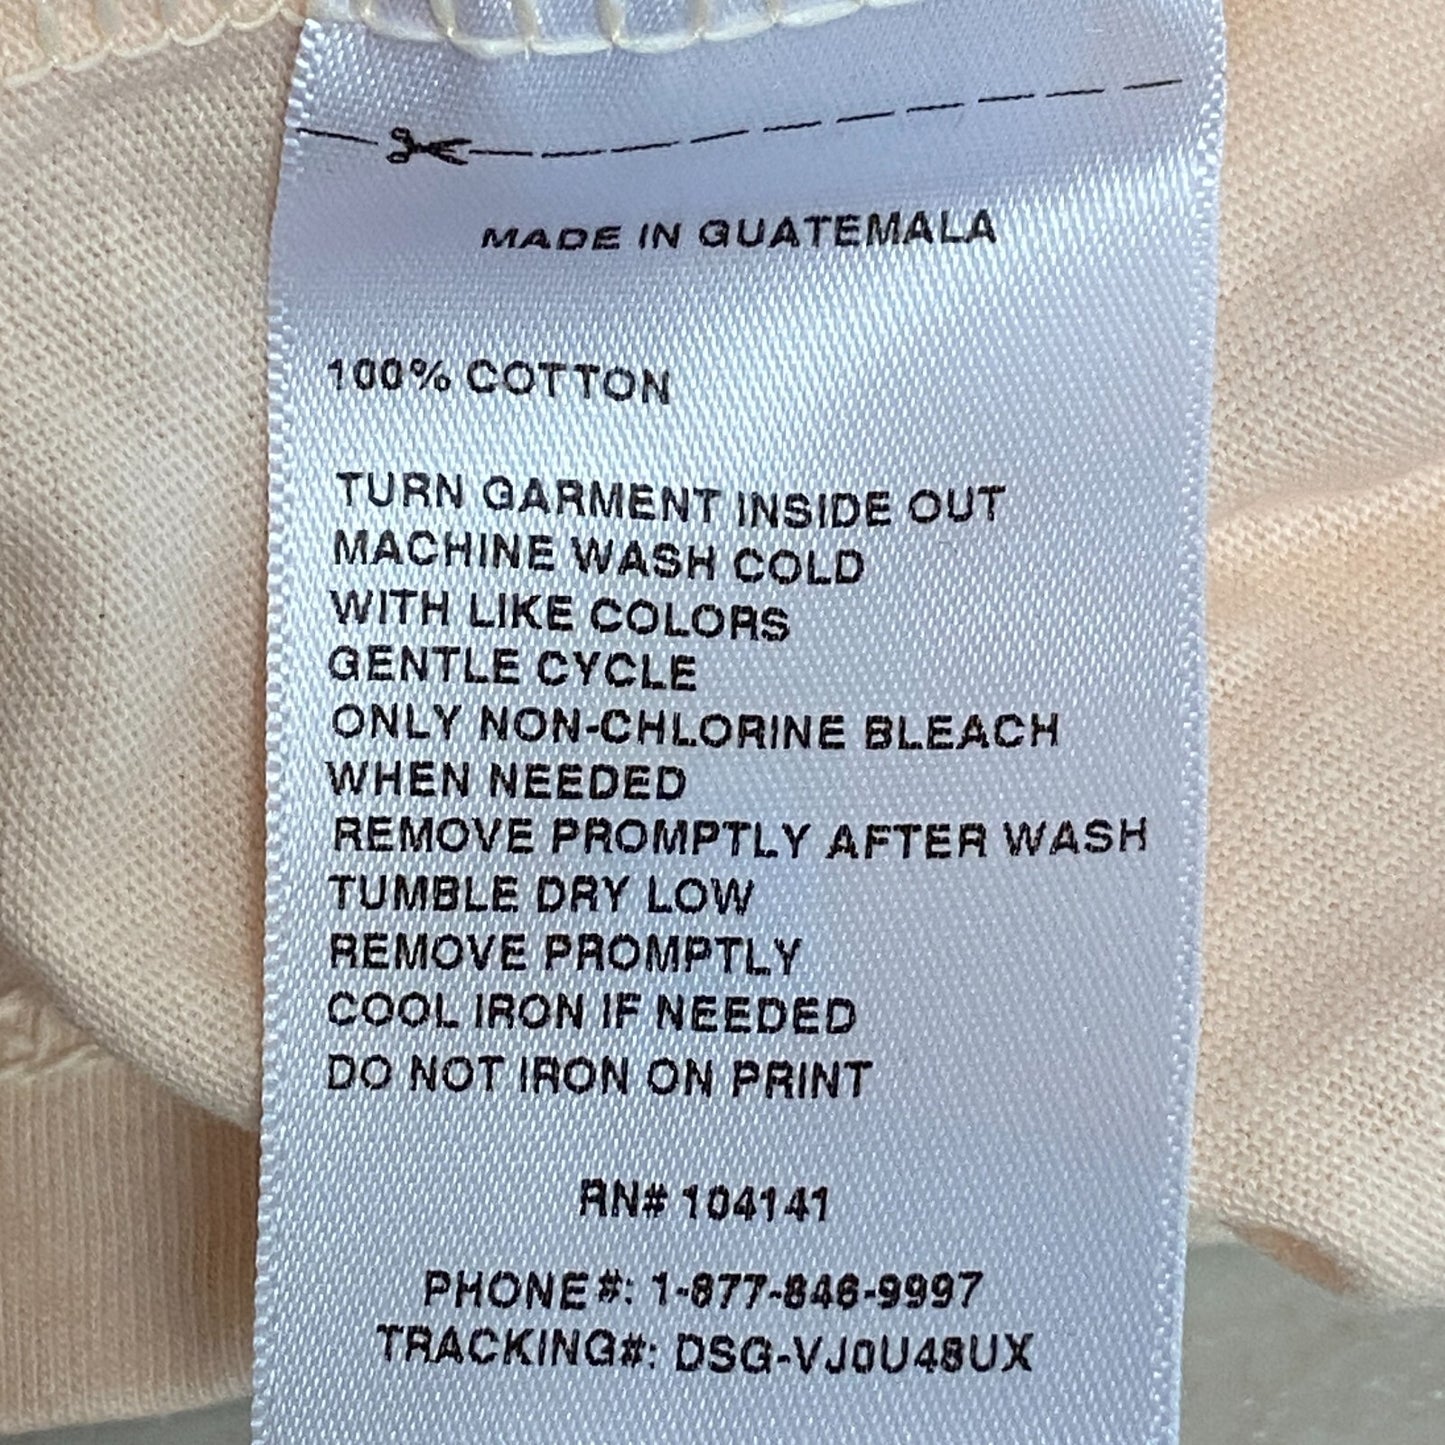 MADE IN GUATEMALA
100% COTTON
TURN GARMENT INSIDE OUT
MACHINE WASH COLD
WITH LIKE COLORS
GENTLE CYCLE
ONLY NON-CHLORINE BLEACH
WHEN NEEDED
REMOVE PROMPTLY AFTER WASH
TUMBLE DRY LOW
REMOVE PROMPTLY
COOL IRON IF NEEDED
DO NOT IRON ON PRINT
RN# 104141
PHONE#: 1-877-846-9997
TRACKING#: DSG-VJ0U48UX